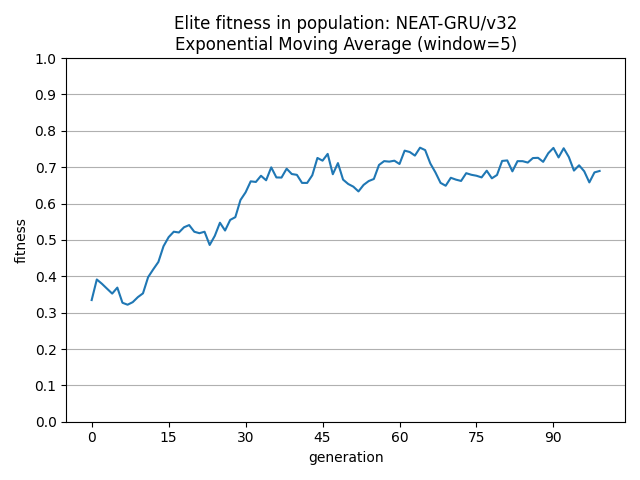 Elite fitness in population: NEAT-GRU/v32
Exponential Moving Average (window=5)
1.0
0.9
0.8
0.7
0.6
0.5
0.4
0.3
0.2
0.1
0.0
fitness
0 15 30 45 60 75 90
generation